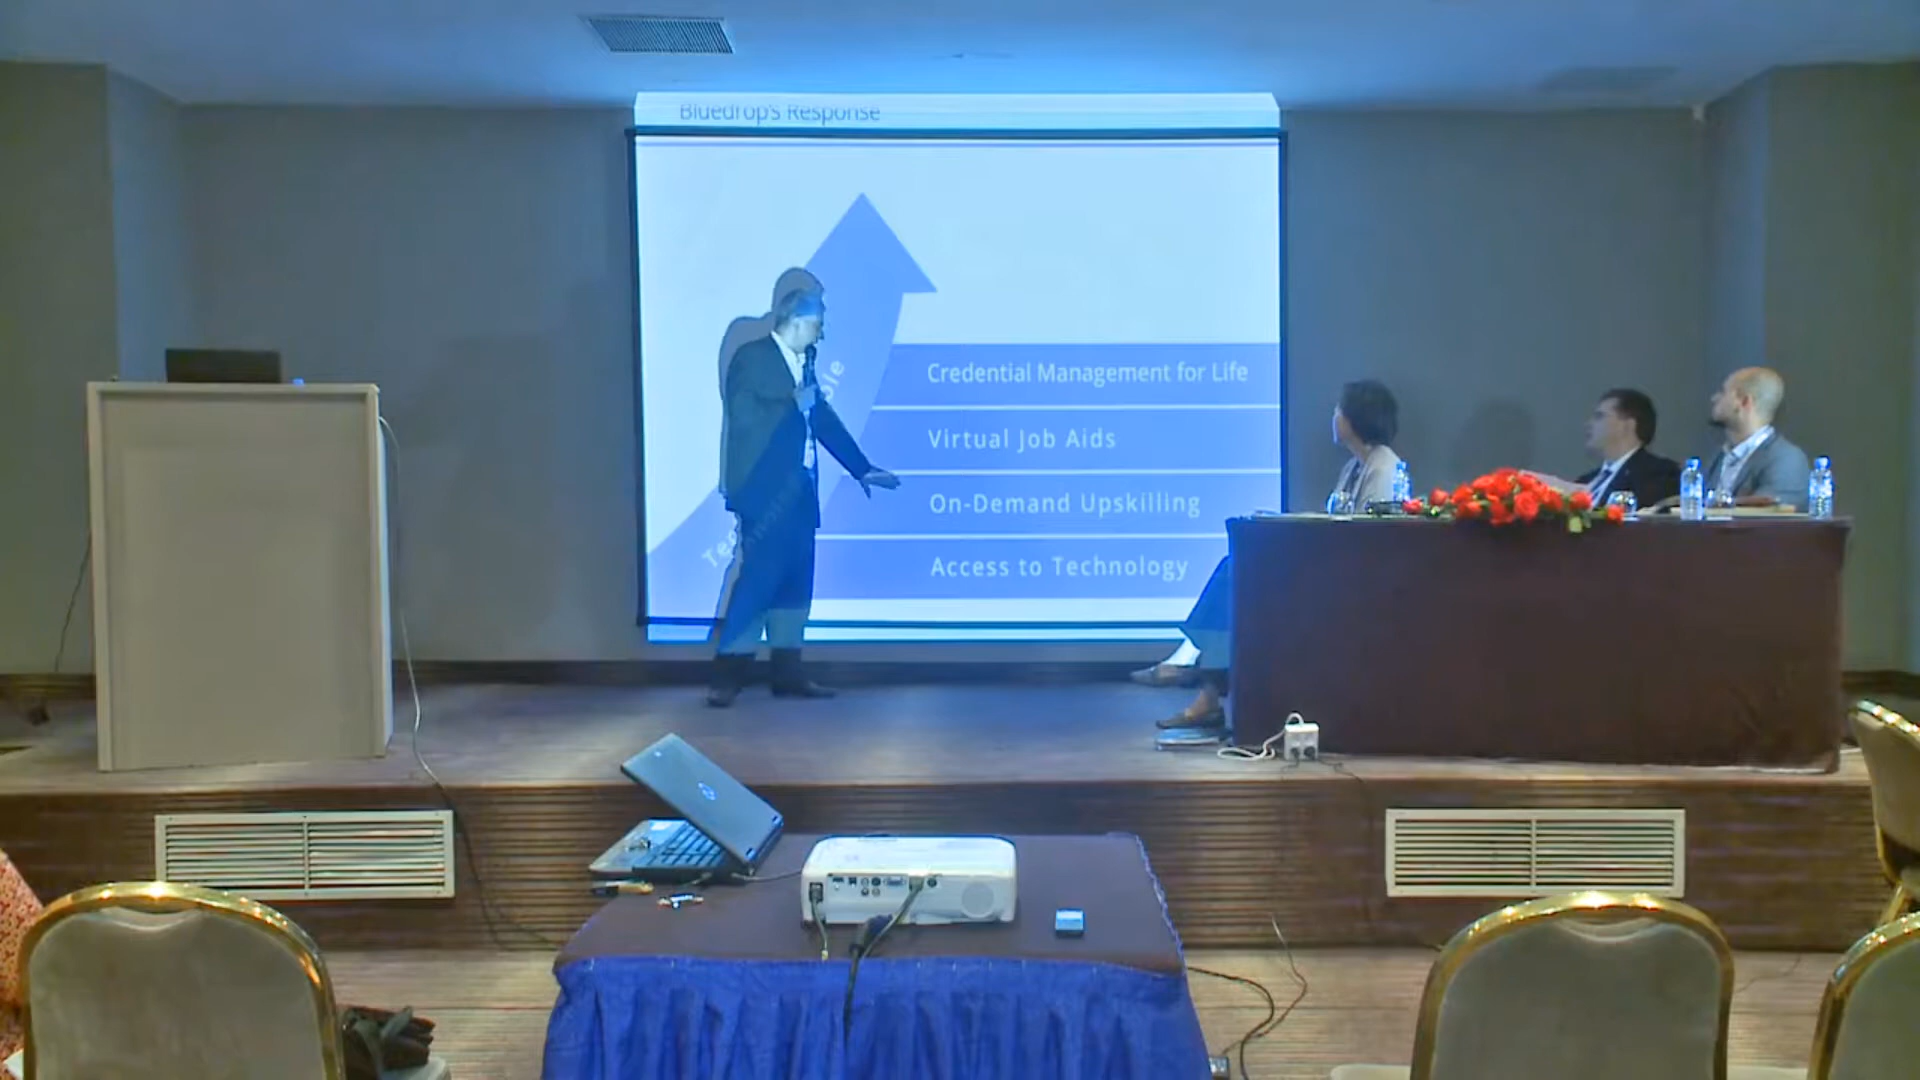 Bluedrop's Response
Credential Management for Life
Virtual Job Aids
On-Demand Upskilling
Access to Technology